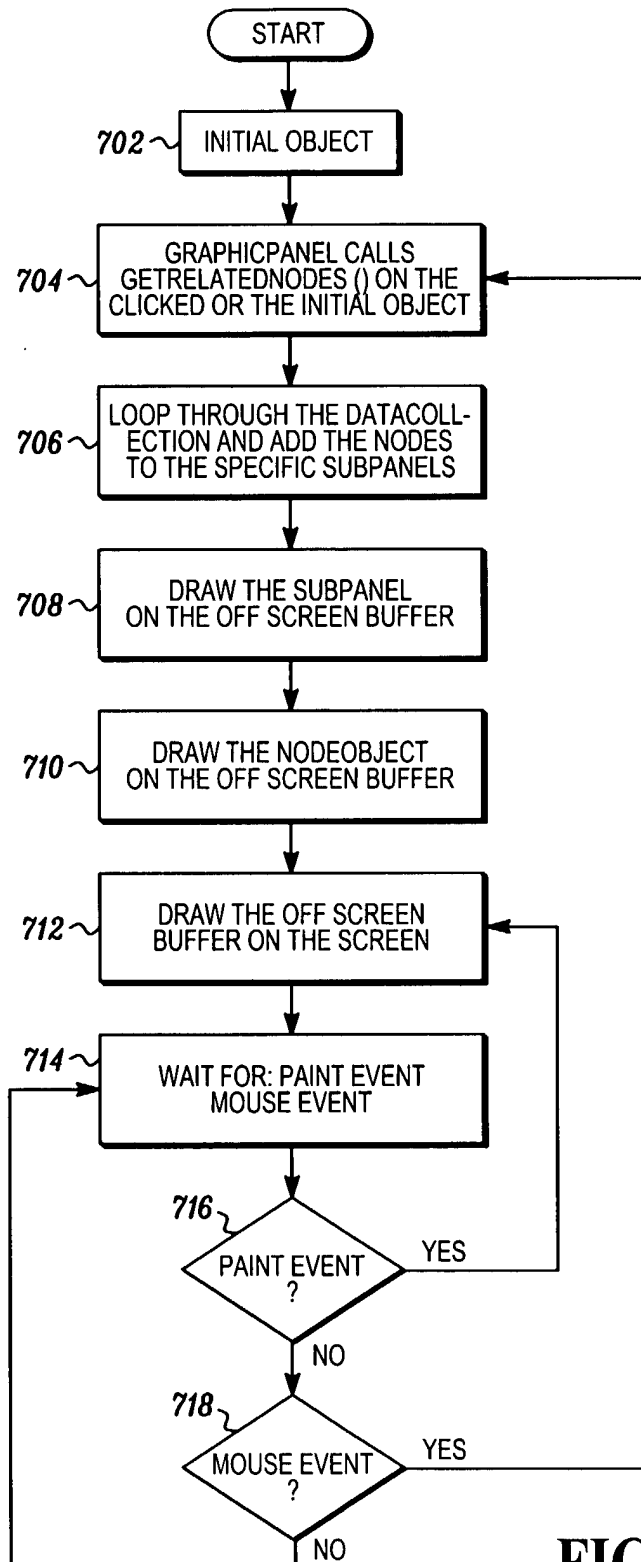 START
702
INITIAL OBJECT
704
GRAPHICPANEL CALLS
GETRELATEDNODES () ON THE
CLICKED OR THE INITIAL OBJECT
706
LOOP THROUGH THE DATACOLL-
ECTION AND ADD THE NODES
TO THE SPECIFIC SUBPANELS
708
DRAW THE SUBPANEL
ON THE OFF SCREEN BUFFER
710
DRAW THE NODEOBJECT
ON THE OFF SCREEN BUFFER
712
DRAW THE OFF SCREEN
BUFFER ON THE SCREEN
714
WAIT FOR: PAINT EVENT
MOUSE EVENT
716
PAINT EVENT
?
YES
NO
718
MOUSE EVENT
?
YES
NO